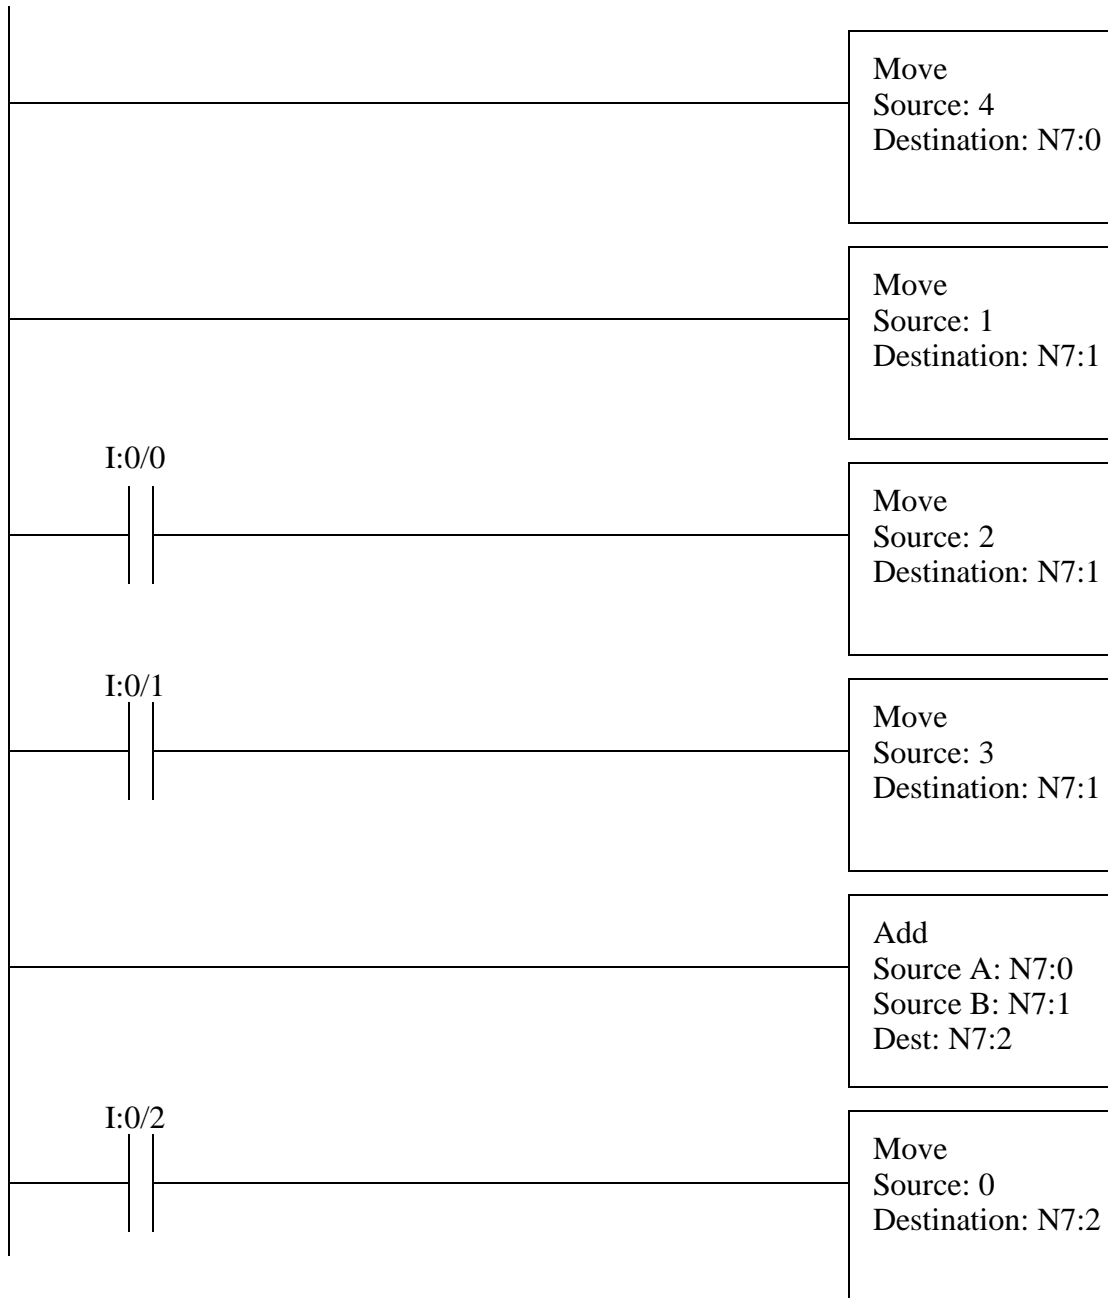 Move
Source: 4
Destination: N7:0
Move
Source: 1
Destination: N7:1
I:0/0
Move
Source: 2
Destination: N7:1
I:0/1
Move
Source: 3
Destination: N7:1
Add
Source A: N7:0
Source B: N7:1
Dest: N7:2
I:0/2
Move
Source: 0
Destination: N7:2